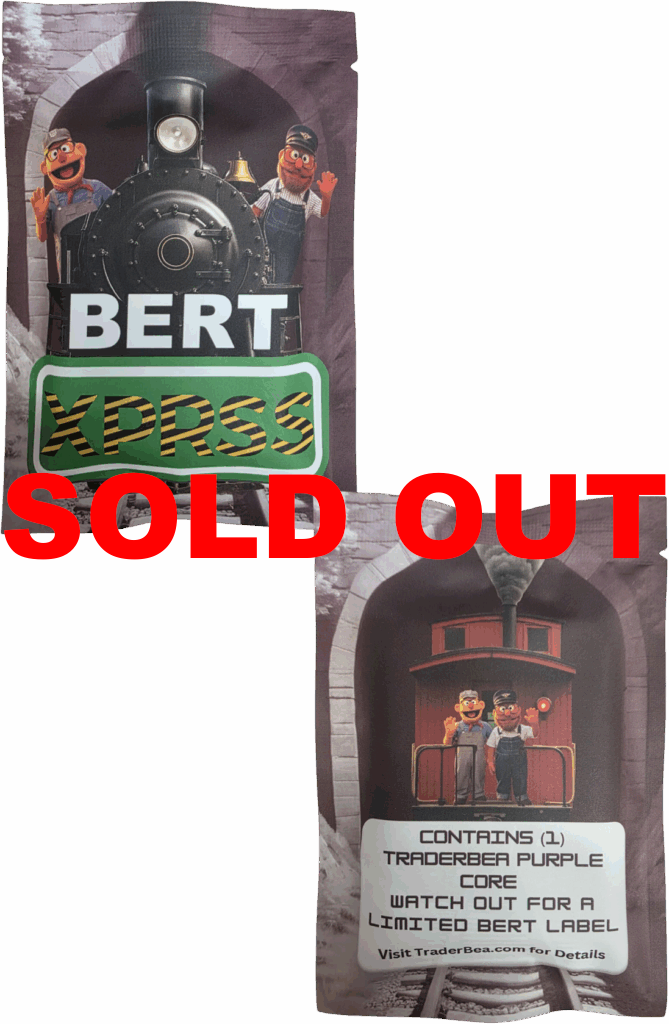 BERT
XPRSS
SOLD OUT
CONTAINS (1)
TRADERBEA PURPLE
CORE
WATCH OUT FOR A
LIMITED BERT LABEL
Visit TraderBea.com for Details